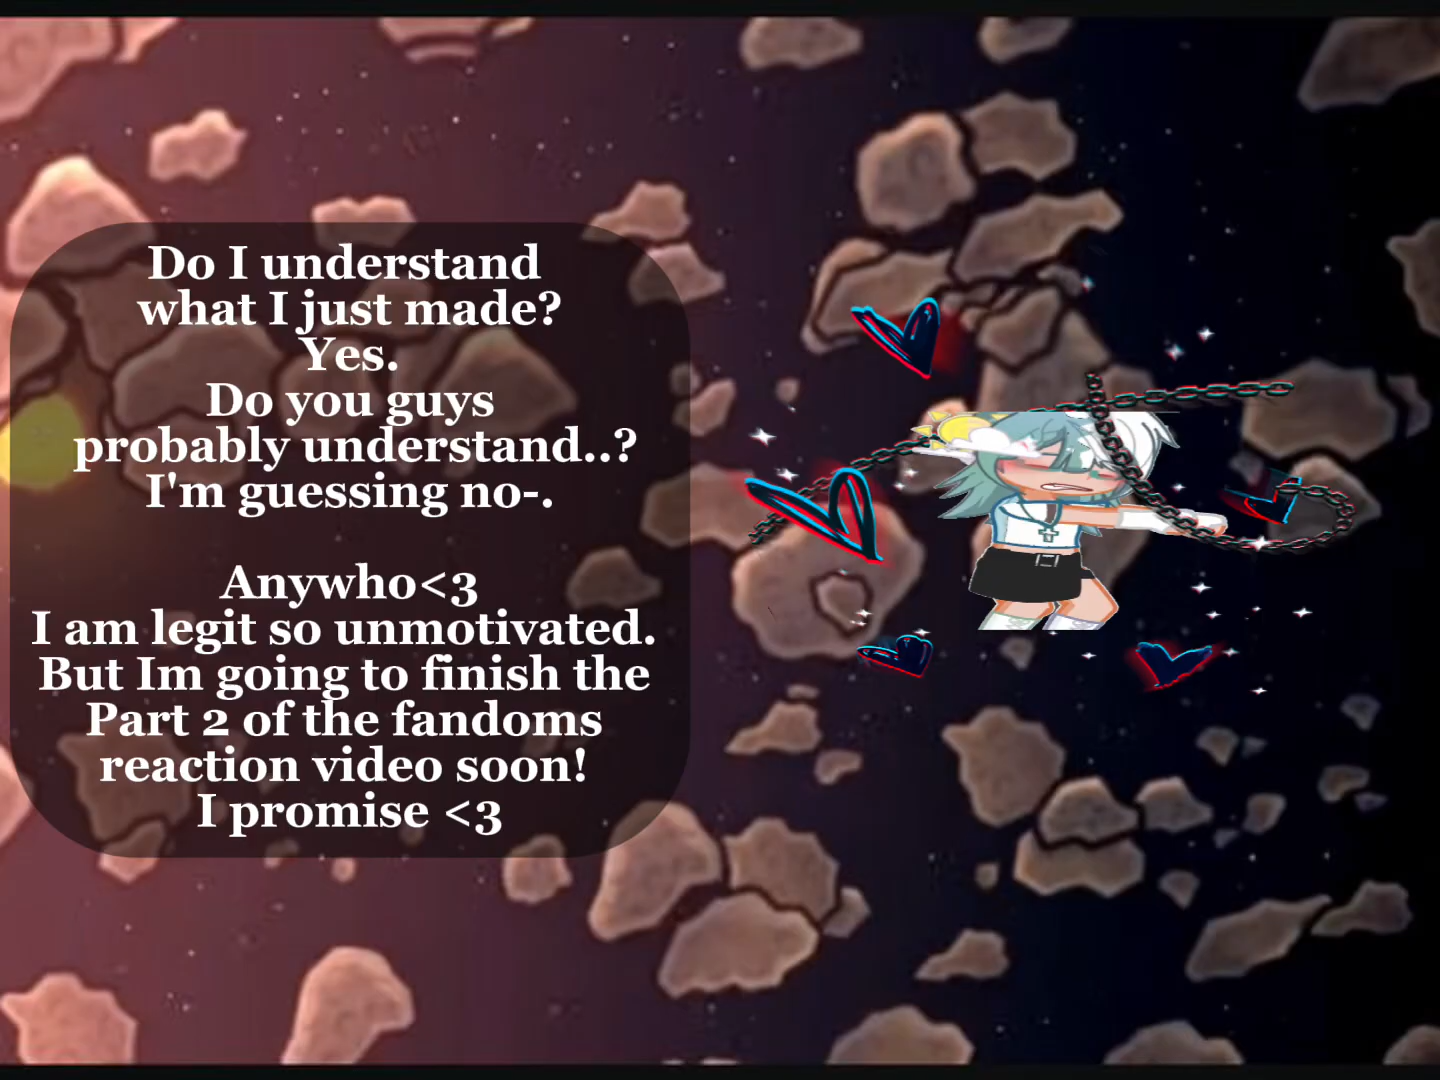 Do I understand
what I just made?
Yes.
Do you guys
probably understand..?
I'm guessing no-.
Anywho<3
I am legit so unmotivated.
But Im going to finish the
Part 2 of the fandoms
reaction video soon!
I promise <3